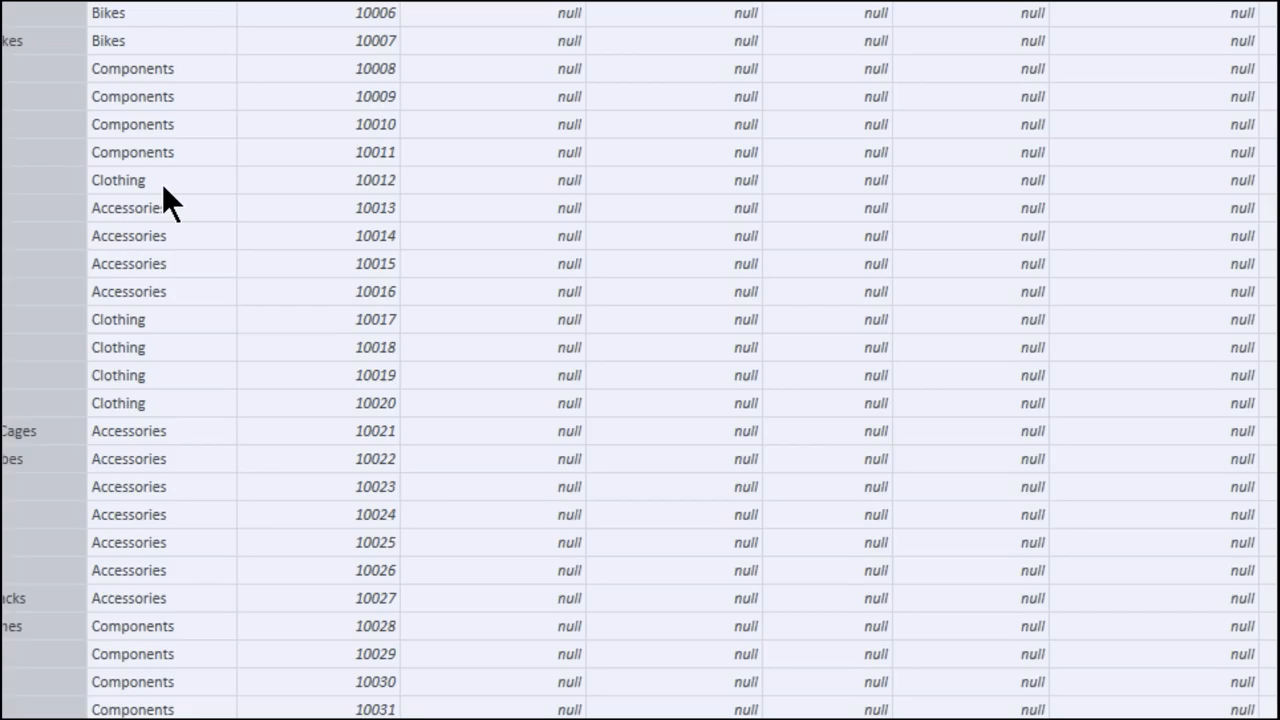 Bikes 10006 null null null null null
kes Bikes 10007 null null null null null
Components 10008 null null null null null
Components 10009 null null null null null
Components 10010 null null null null null
Components 10011 null null null null null
Clothing 10012 null null null null null
Accessorie 10013 null null null null null
Accessories 10014 null null null null null
Accessories 10015 null null null null null
Accessories 10016 null null null null null
Clothing 10017 null null null null null
Clothing 10018 null null null null null
Clothing 10019 null null null null null
Clothing 10020 null null null null null
Cages Accessories 10021 null null null null null
bes Accessories 10022 null null null null null
Accessories 10023 null null null null null
Accessories 10024 null null null null null
Accessories 10025 null null null null null
Accessories 10026 null null null null null
acks Accessories 10027 null null null null null
nes Components 10028 null null null null null
Components 10029 null null null null null
Components 10030 null null null null null
Components 10031 null null null null null